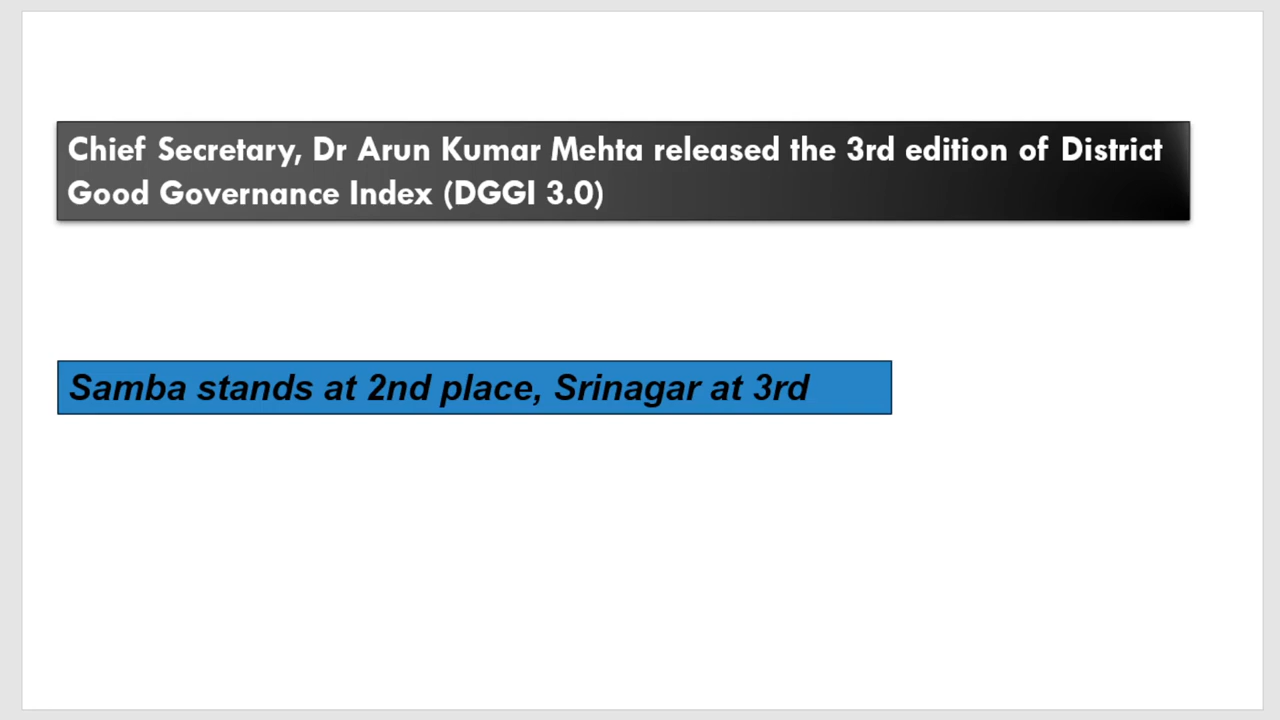 Chief Secretary, Dr Arun Kumar Mehta released the 3rd edition of District
Good Governance Index (DGGI 3.0)
Samba stands at 2nd place, Srinagar at 3rd